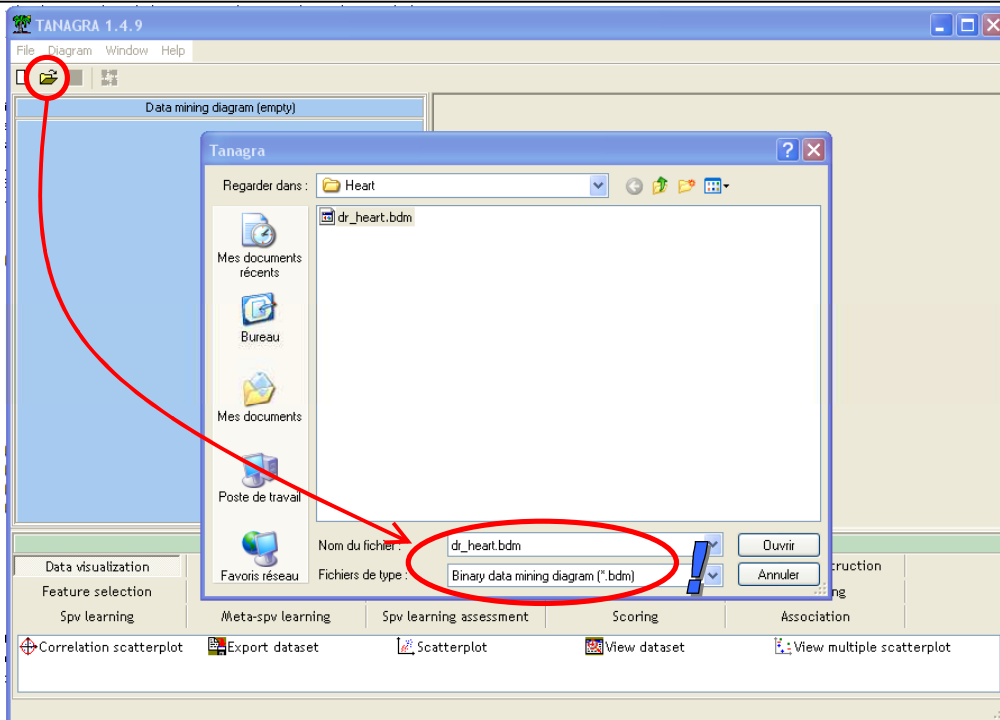 TANAGRA 1.4.9
File Diagram Window Help
Data mining diagram (empty)
Tanagra
Regarder dans :
Heart
dr_heart.bdm
Mes documents
récents
Bureau
Mes documents
Poste de travail
Favoris réseau
Nom du fichier :
dr_heart.bdm
Ouvrir
Fichiers de type :
Binary data mining diagram (*.bdm)
Annuler
!
Data visualization
Feature selection
Spv learning
Meta-spv learning
Spv learning assessment
Scoring
Association
Correlation scatterplot
Export dataset
Scatterplot
View dataset
View multiple scatterplot